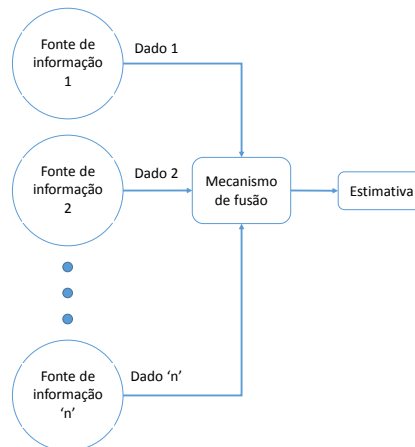 Fonte de
informação
1
Dado 1
Fonte de
informação
2
Dado 2
Mecanismo
de fusão
Estimativa
Fonte de
informação
‘n’
Dado ‘n’